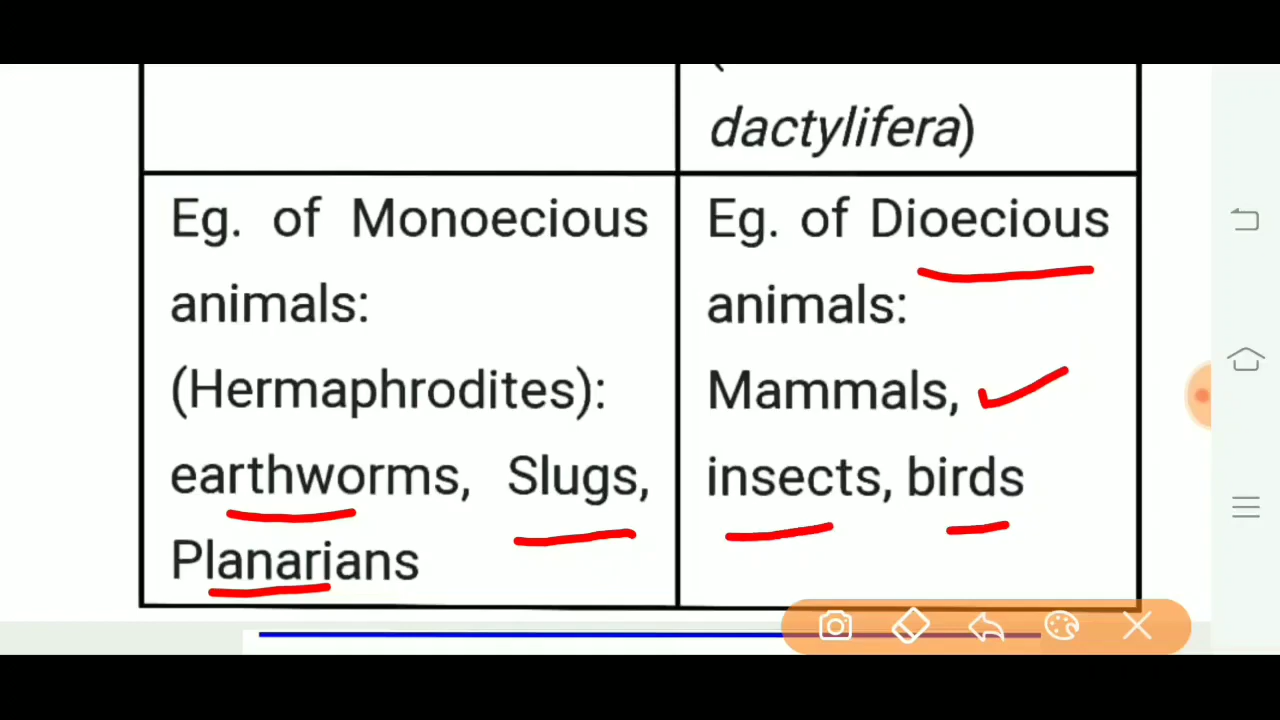 dactylifera)
Eg. of Monoecious
animals:
(Hermaphrodites):
earthworms, Slugs,
Planarians
Eg. of Dioecious
animals:
Mammals,
insects, birds